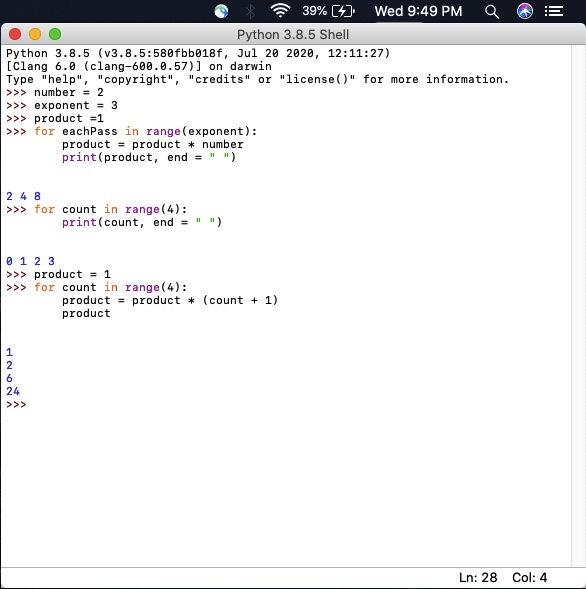 39% Wed 9:49 PM
Python 3.8.5 Shell
Python 3.8.5 (v3.8.5:580fbb018f, Jul 20 2020, 12:11:27)
[Clang 6.0 (clang-600.0.57)] on darwin
Type "help", "copyright", "credits" or "license()" for more information.
>>> number = 2
>>> exponent = 3
>>> product =1
>>> for eachPass in range(exponent):
        product = product * number
        print(product, end = " ")
2 4 8
>>> for count in range(4):
        print(count, end = " ")
0 1 2 3
>>> product = 1
>>> for count in range(4):
        product = product * (count + 1)
        product
1
2
6
24
>>>
Ln: 28 Col: 4